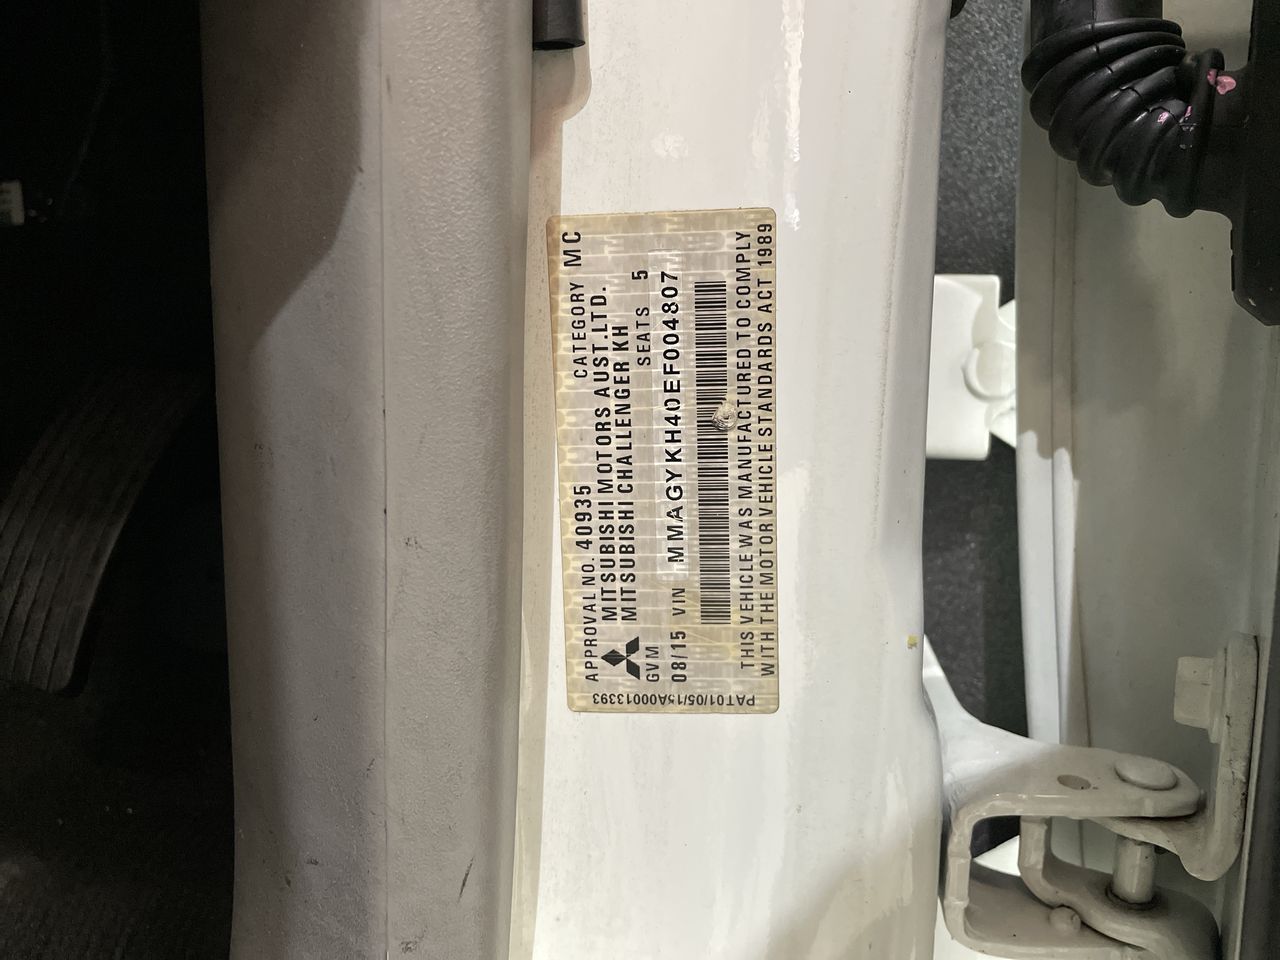 APPROVAL NO. 40935 CATEGORY MC
MITSUBISHI MOTORS AUST.LTD.
MITSUBISHI CHALLENGER KH
GVM SEATS 5
08/15 VIN MMAGYKH40EF004807
THIS VEHICLE WAS MANUFACTURED TO COMPLY
WITH THE MOTOR VEHICLE STANDARDS ACT 1989
PAT01/05/15A00013393